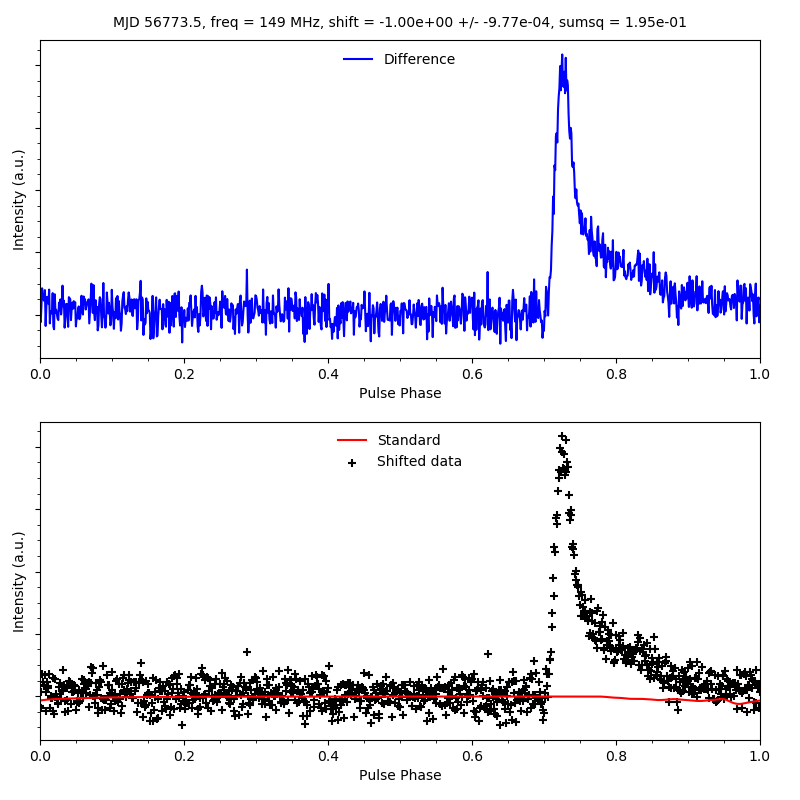 MJD 56773.5, freq = 149 MHz, shift = -1.00e+00 +/- -9.77e-04, sumsq = 1.95e-01
Difference
Intensity (a.u.)
0.0 0.2 0.4 0.6 0.8 1.0
Pulse Phase
Standard
Shifted data
Intensity (a.u.)
0.0 0.2 0.4 0.6 0.8 1.0
Pulse Phase